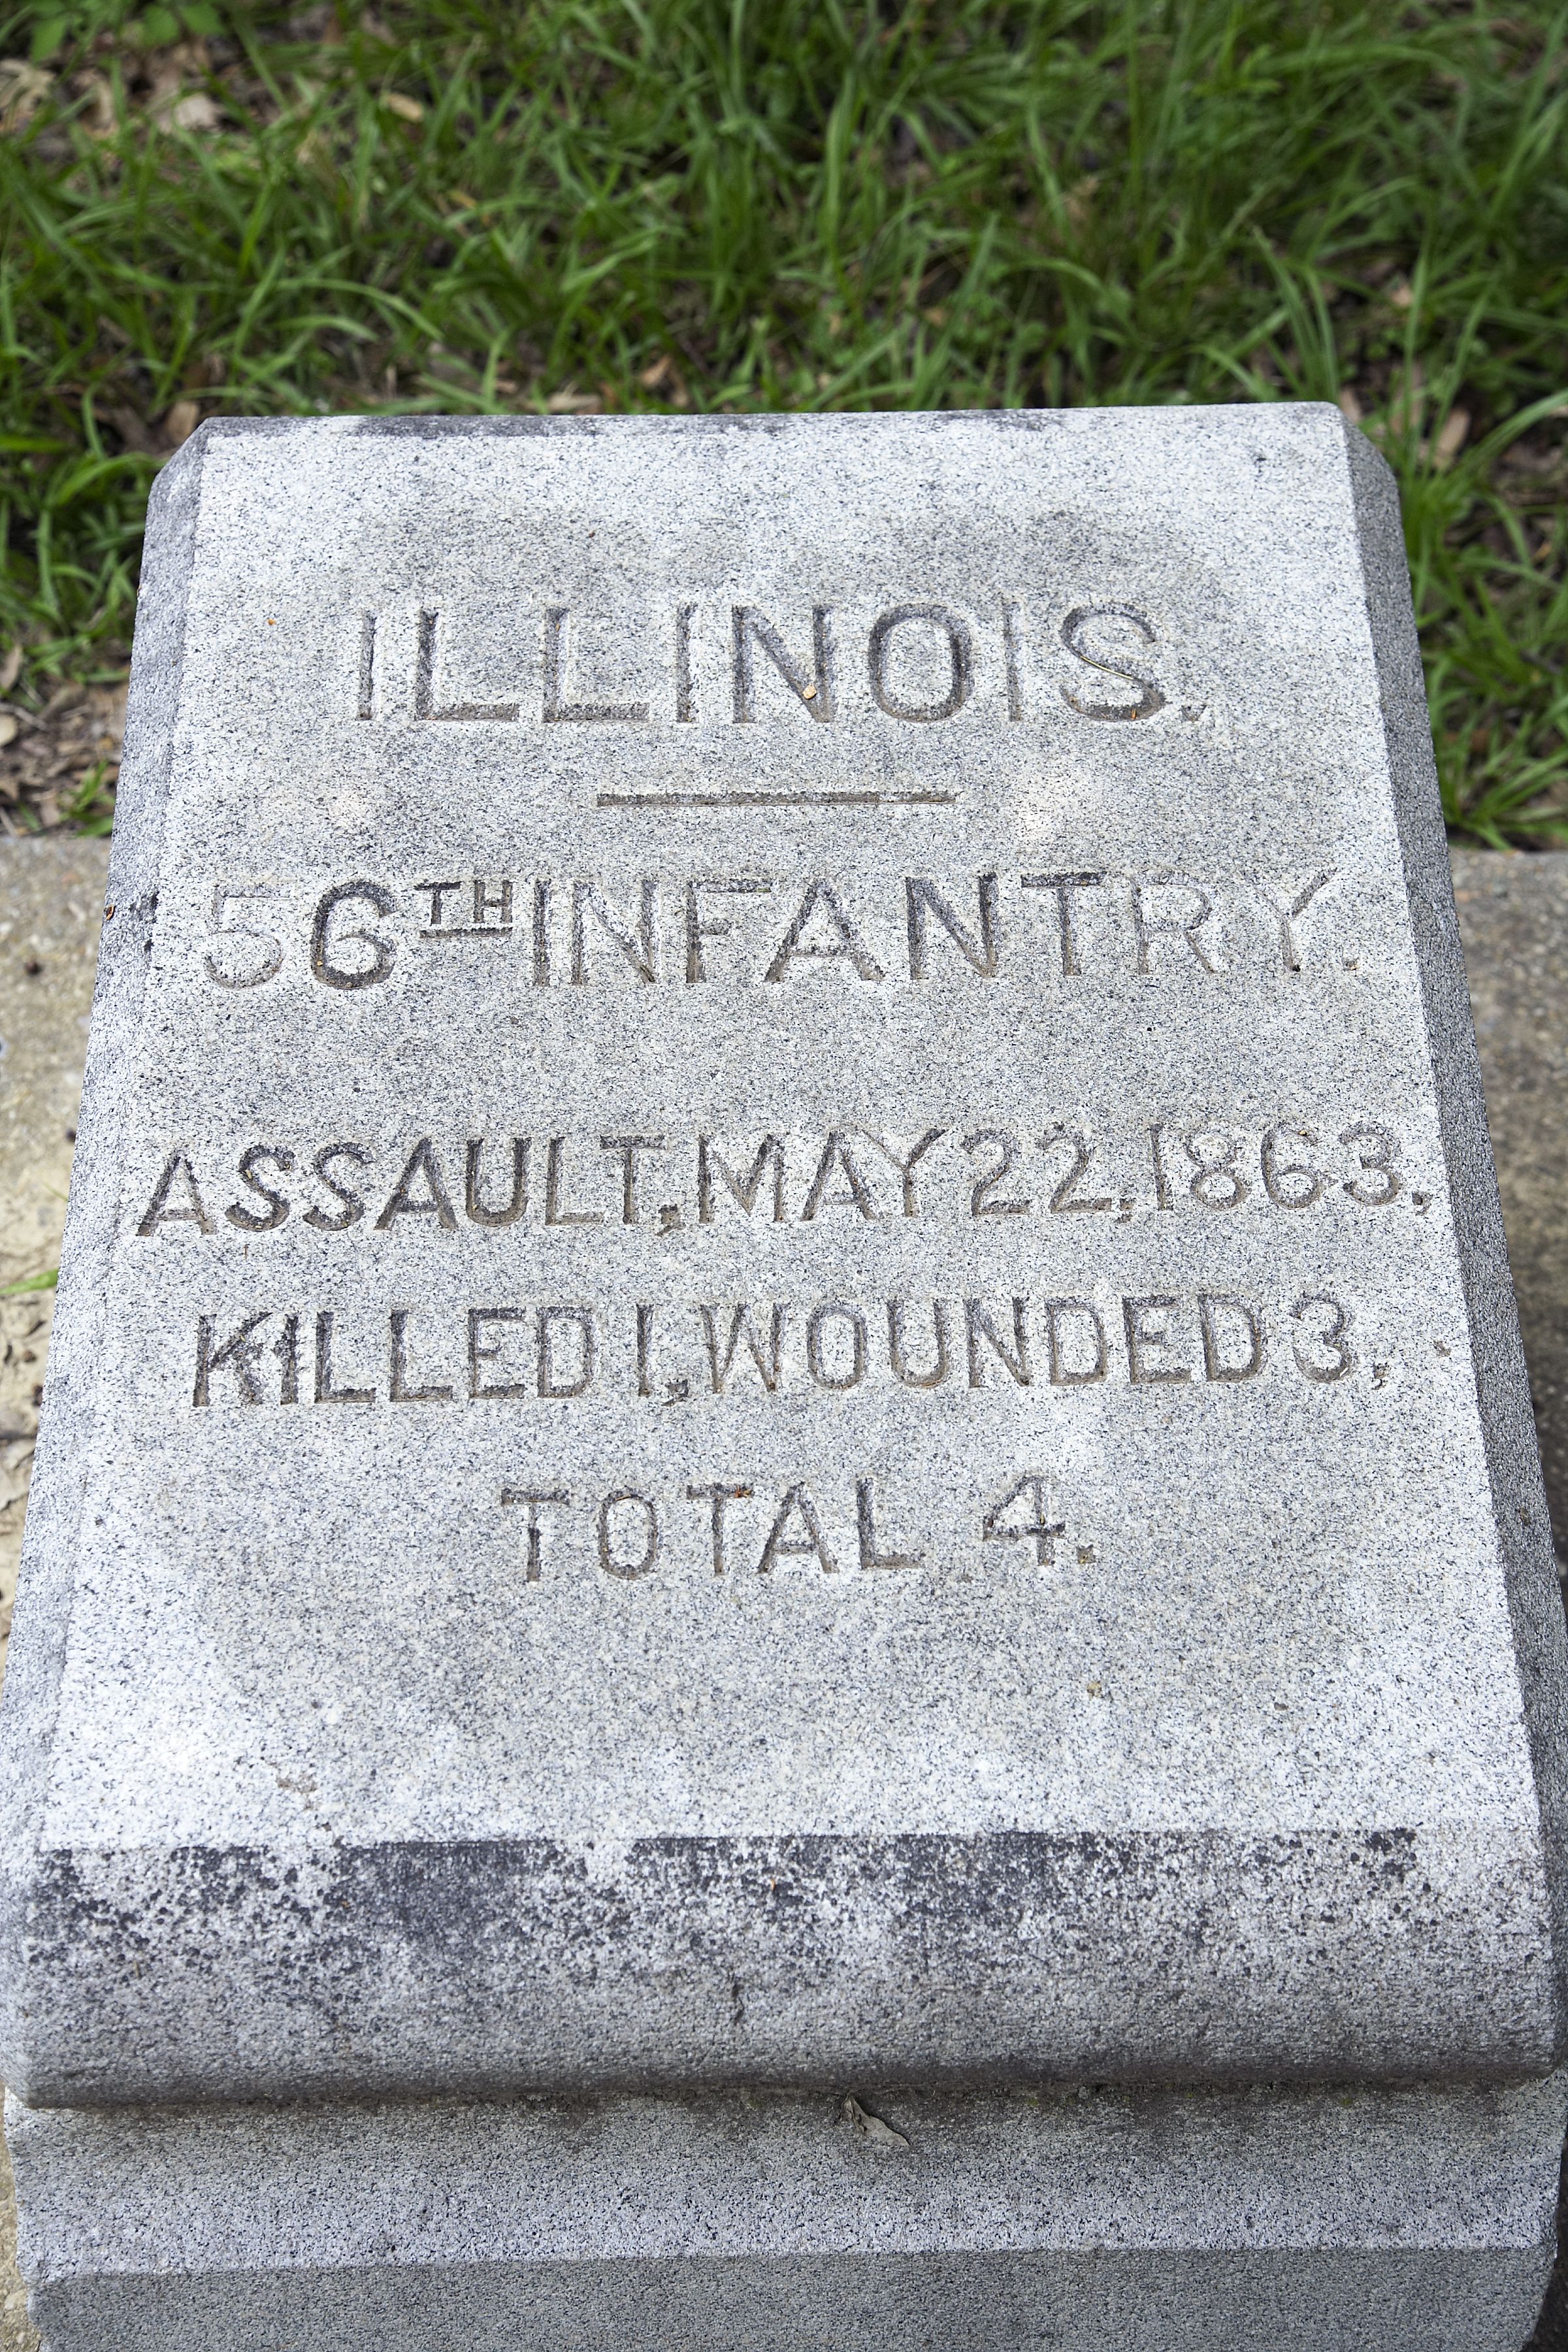 ILLINOIS.
56TH INFANTRY.
ASSAULT, MAY 22, 1863,
KILLED 1, WOUNDED 3,
TOTAL 4.